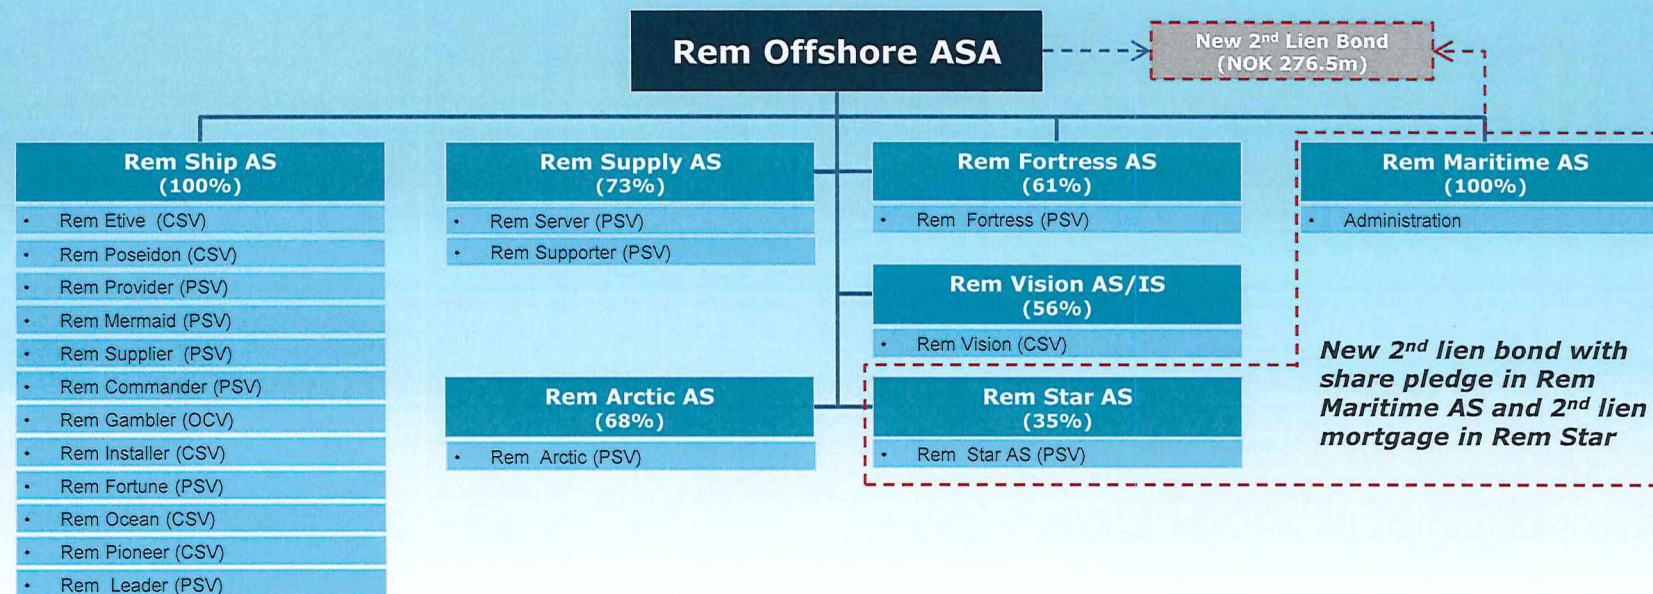 Rem Offshore ASA
New 2nd Lien Bond
(NOK 276.5m)
Rem Ship AS
(100%)
• Rem Etive (CSV)
• Rem Poseidon (CSV)
• Rem Provider (PSV)
• Rem Mermaid (PSV)
• Rem Supplier (PSV)
• Rem Commander (PSV)
• Rem Gambler (OCV)
• Rem Installer (CSV)
• Rem Fortune (PSV)
• Rem Ocean (CSV)
• Rem Pioneer (CSV)
• Rem Leader (PSV)
Rem Supply AS
(73%)
• Rem Server (PSV)
• Rem Supporter (PSV)
Rem Arctic AS
(68%)
• Rem Arctic (PSV)
Rem Fortress AS
(61%)
• Rem Fortress (PSV)
Rem Vision AS/IS
(56%)
• Rem Vision (CSV)
Rem Star AS
(35%)
• Rem Star AS (PSV)
Rem Maritime AS
(100%)
• Administration
New 2nd lien bond with
share pledge in Rem
Maritime AS and 2nd lien
mortgage in Rem Star